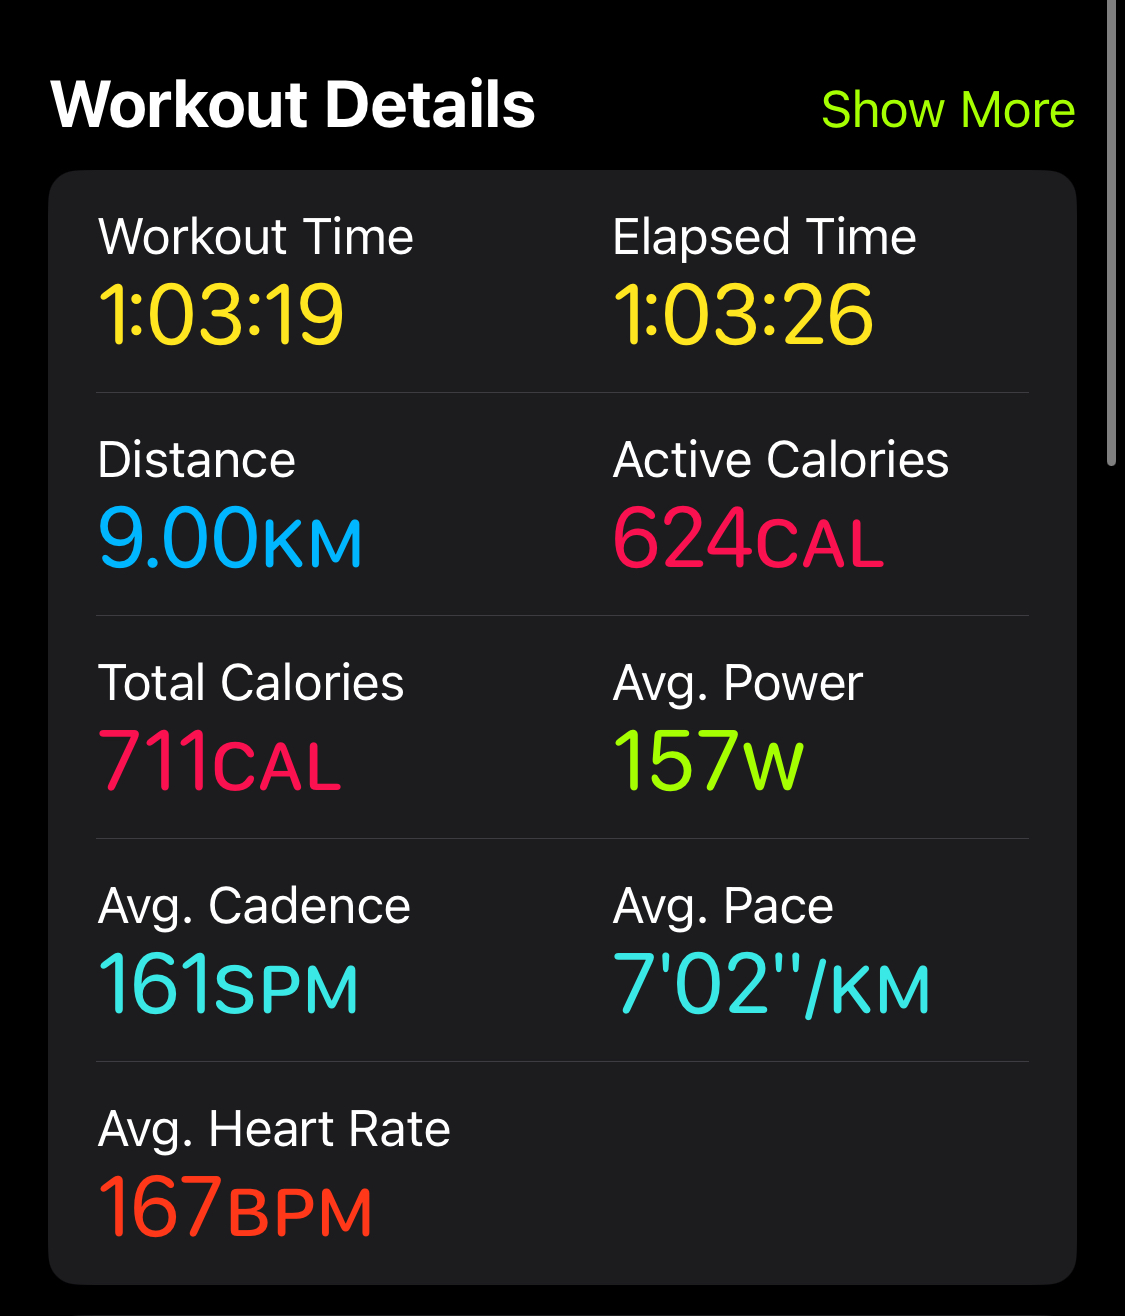 Workout Details
Show More
Workout Time
Elapsed Time
1:03:19
1:03:26
Distance
Active Calories
9.00KM
624CAL
Total Calories
Avg. Power
711CAL
157W
Avg. Cadence
Avg. Pace
161SPM
7'02"/KM
Avg. Heart Rate
167BPM